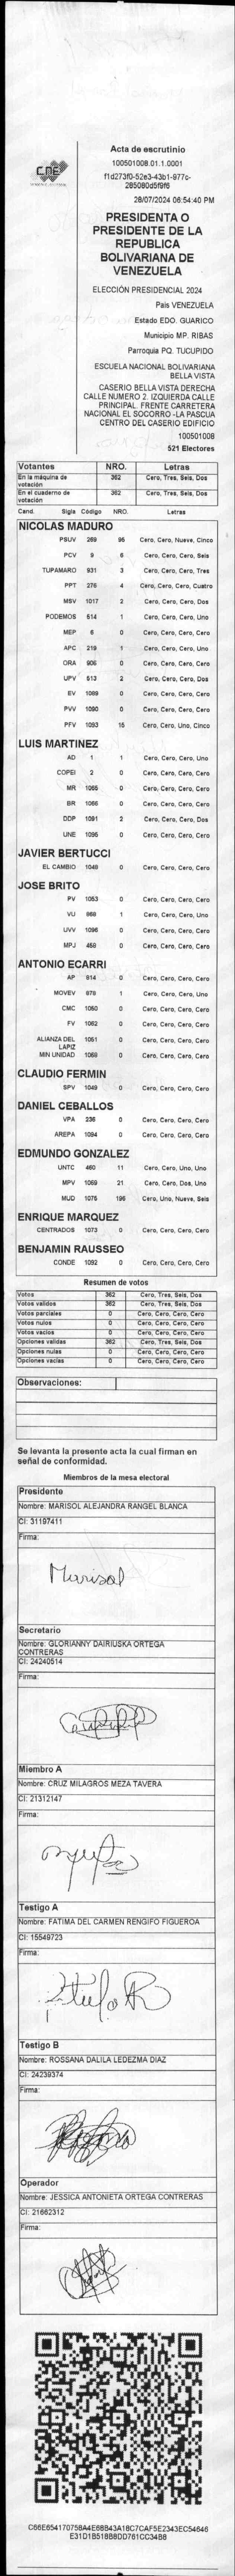 CNE
Acta de escrutinio
100501008.01.1.0001
f1d273f0-52e3-43b1-977c-
285080d5f9f6
28/07/2024 06:54:40 PM
PRESIDENTA O
PRESIDENTE DE LA
REPUBLICA
BOLIVARIANA DE
VENEZUELA
ELECCIÓN PRESIDENCIAL 2024
Pais VENEZUELA
Estado EDO. GUARICO
Municipio MP. RIBAS
Parroquia PQ. TUCUPIDO
ESCUELA NACIONAL BOLIVARIANA
BELLA VISTA
CASERIO BELLA VISTA DERECHA
CALLE NUMERO 2. IZQUIERDA CALLE
PRINCIPAL. FRENTE CARRETERA
NACIONAL EL SOCORRO -LA PASCUA
CENTRO DEL CASERIO EDIFICIO
100501008
521 Electores
Votantes NRO. Letras
En la máquina de votación 362 Cero, Tres, Seis, Dos
En el cuaderno de votación 362 Cero, Tres, Seis, Dos
Cand. Sigla Código NRO. Letras
NICOLAS MADURO
PSUV 269 95 Cero, Cero, Nueve, Cinco
PCV 9 6 Cero, Cero, Cero, Seis
TUPAMARO 931 3 Cero, Cero, Cero, Tres
PPT 276 4 Cero, Cero, Cero, Cuatro
MSV 1017 2 Cero, Cero, Cero, Dos
PODEMOS 614 1 Cero, Cero, Cero, Uno
MEP 6 0 Cero, Cero, Cero, Cero
APC 219 1 Cero, Cero, Cero, Uno
ORA 906 0 Cero, Cero, Cero, Cero
UPV 513 2 Cero, Cero, Cero, Dos
EV 1089 0 Cero, Cero, Cero, Cero
PVV 1090 0 Cero, Cero, Cero, Cero
PFV 1093 15 Cero, Cero, Uno, Cinco
LUIS MARTINEZ
AD 1 1 Cero, Cero, Cero, Uno
COPEI 2 0 Cero, Cero, Cero, Cero
MR 1065 0 Cero, Cero, Cero, Cero
BR 1066 0 Cero, Cero, Cero, Cero
DDP 1091 2 Cero, Cero, Cero, Dos
UNE 1095 0 Cero, Cero, Cero, Cero
JAVIER BERTUCCI
EL CAMBIO 1049 0 Cero, Cero, Cero, Cero
JOSE BRITO
PV 1053 0 Cero, Cero, Cero, Cero
VU 969 1 Cero, Cero, Cero, Uno
UVV 1096 0 Cero, Cero, Cero, Cero
MPJ 459 0 Cero, Cero, Cero, Cero
ANTONIO ECARRI
AP 914 0 Cero, Cero, Cero, Cero
MOVEV 978 1 Cero, Cero, Cero, Uno
CMC 1050 0 Cero, Cero, Cero, Cero
FV 1062 0 Cero, Cero, Cero, Cero
ALIANZA DEL LAPIZ 1051 0 Cero, Cero, Cero, Cero
MIN UNIDAD 1069 0 Cero, Cero, Cero, Cero
CLAUDIO FERMIN
SPV 1049 0 Cero, Cero, Cero, Cero
DANIEL CEBALLOS
VPA 236 0 Cero, Cero, Cero, Cero
AREPA 1094 0 Cero, Cero, Cero, Cero
EDMUNDO GONZALEZ
UNTC 460 11 Cero, Cero, Uno, Uno
MPV 1059 21 Cero, Cero, Dos, Uno
MUD 1075 196 Cero, Uno, Nueve, Seis
ENRIQUE MARQUEZ
CENTRADOS 1073 0 Cero, Cero, Cero, Cero
BENJAMIN RAUSSEO
CONDE 1092 0 Cero, Cero, Cero, Cero
Resumen de votos
Votos 362 Cero, Tres, Seis, Dos
Votos validos 362 Cero, Tres, Seis, Dos
Votos parciales 0 Cero, Cero, Cero, Cero
Votos nulos 0 Cero, Cero, Cero, Cero
Votos vacios 0 Cero, Cero, Cero, Cero
Opciones validas 362 Cero, Tres, Seis, Dos
Opciones nulas 0 Cero, Cero, Cero, Cero
Opciones vacias 0 Cero, Cero, Cero, Cero
Observaciones:
Se levanta la presente acta la cual firman en
señal de conformidad.
Miembros de la mesa electoral
Presidente
Nombre: MARISOL ALEJANDRA RANGEL BLANCA
CI: 31197411
Firma:
Marisol
Secretario
Nombre: GLORIANNY DAIRIUSKA ORTEGA
CONTRERAS
CI: 24240514
Firma:
Miembro A
Nombre: CRUZ MILAGROS MEZA TAVERA
CI: 21312147
Firma:
Testigo A
Nombre: FATIMA DEL CARMEN RENGIFO FIGUEROA
CI: 15549723
Firma:
Testigo B
Nombre: ROSSANA DALILA LEDEZMA DIAZ
CI: 24239374
Firma:
Operador
Nombre: JESSICA ANTONIETA ORTEGA CONTRERAS
CI: 21662312
Firma:
C66E654170758A4E68B43A18C7CAF5E2343EC54646
E31D1B518B8DD761CC34B8